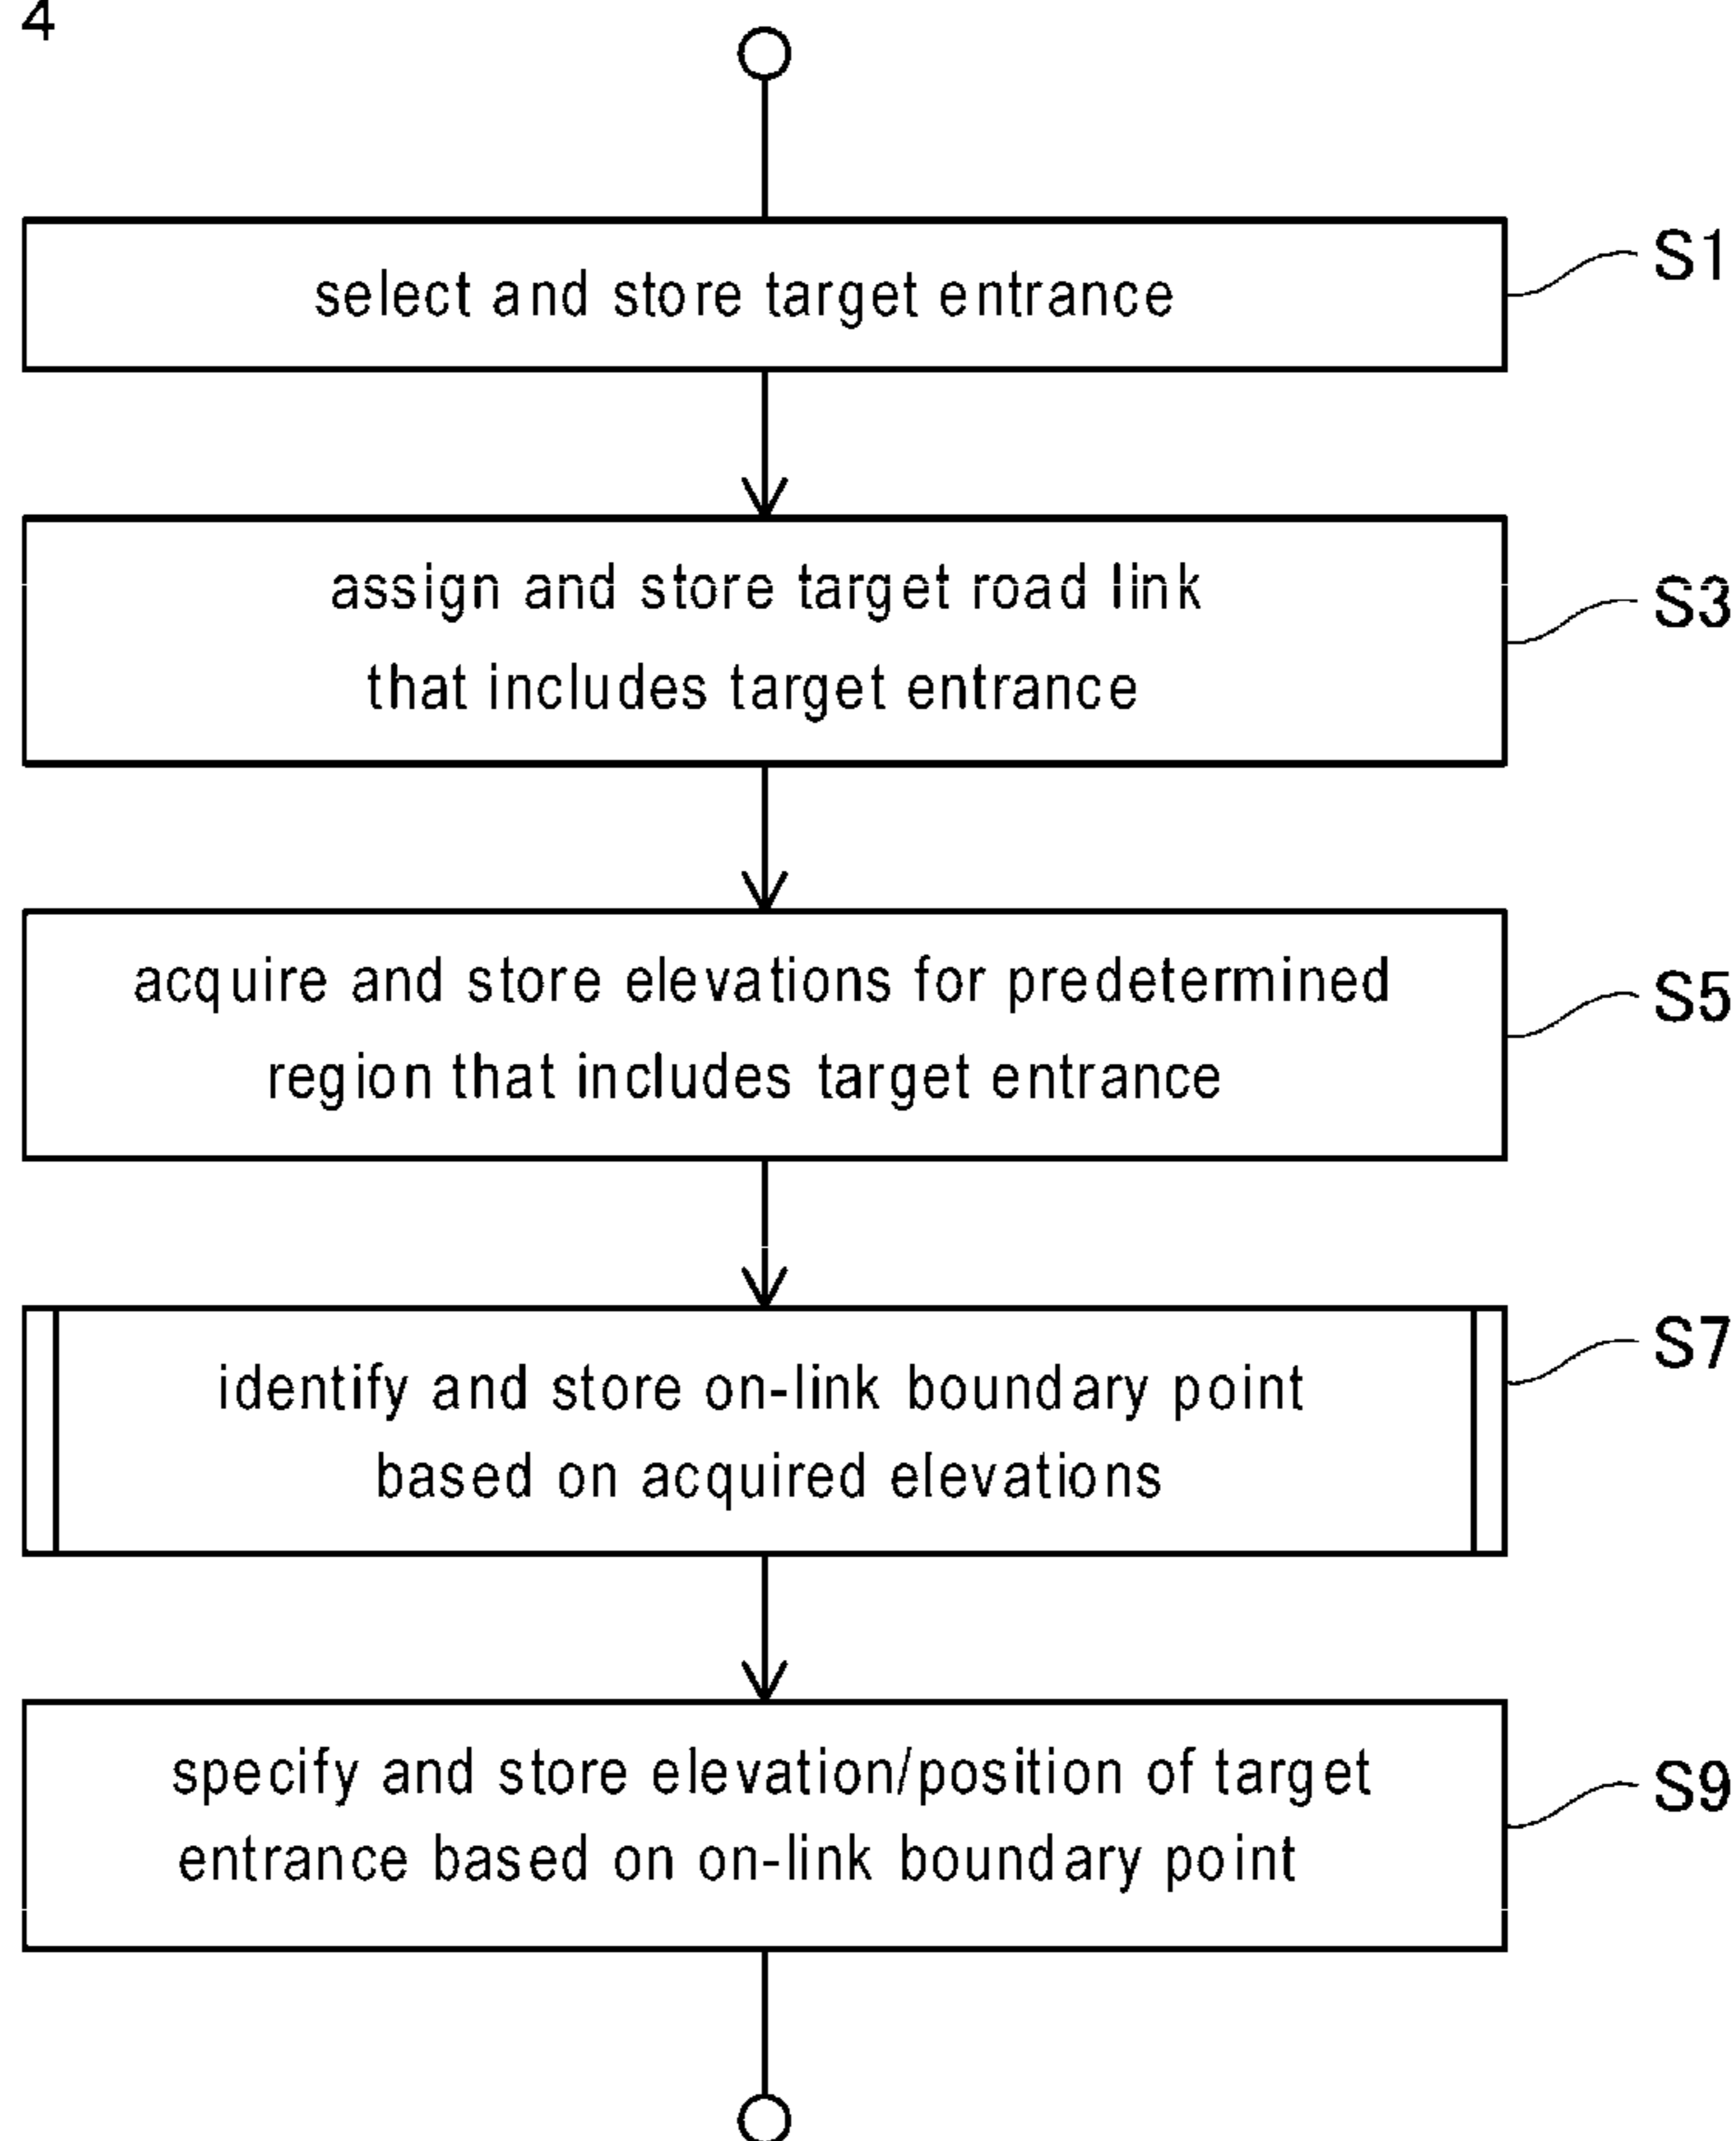 4
select and store target entrance
S1
assign and store target road link
that includes target entrance
S3
acquire and store elevations for predetermined
region that includes target entrance
S5
identify and store on-link boundary point
based on acquired elevations
S7
specify and store elevation/position of target
entrance based on on-link boundary point
S9